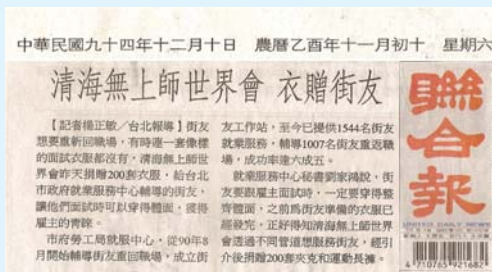 中華民國九十四年十二月十日 農曆乙酉年十一月初十 星期六
清海無上師世界會 衣贈街友
聯合報
UNITED DAILY NEWS
【記者楊正敏／台北報導】街友
想要重新回職場，有時連一套像樣
的面試衣服都沒有，清海無上師世
界會昨天捐贈200套衣服，給台北
市政府就業服務中心輔導的街友，
讓他們面試時可以穿得體面，獲得
雇主的青睞。
市府勞工局就服中心，從90年8
月開始輔導街友重回職場，成立街
友工作站，至今已提供1544名街友
就業服務，輔導1007名街友重返職
場，成功率達六成五。
就業服務中心秘書劉家鴻說，街
友要跟雇主面試時，一定要穿得整
齊體面，之前為街友準備的衣服已
經發完，正好得知清海無上師世界
會透過不同管道想服務街友，經引
介後捐贈200套夾克和運動長褲。
4 710765 921682